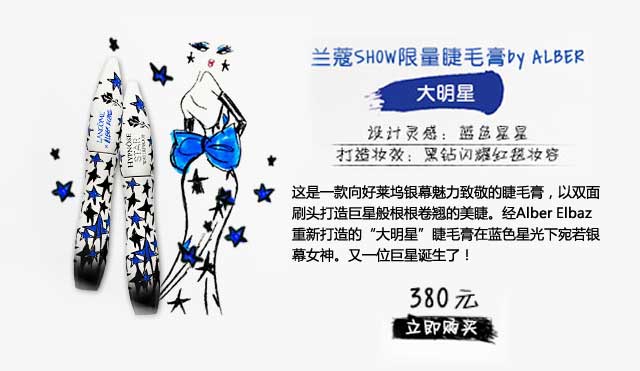 兰蔻SHOW限量睫毛膏by ALBER
大明星
设计灵感：蓝色星星
打造妆效：黑钻闪耀红毯妆容
这是一款向好莱坞银幕魅力致敬的睫毛膏，以双面
刷头打造巨星般根根卷翘的美睫。经Alber Elbaz
重新打造的“大明星”睫毛膏在蓝色星光下宛若银
幕女神。又一位巨星诞生了！
380元
立即购买
LANCÔME
HYPNÔSE
STAR